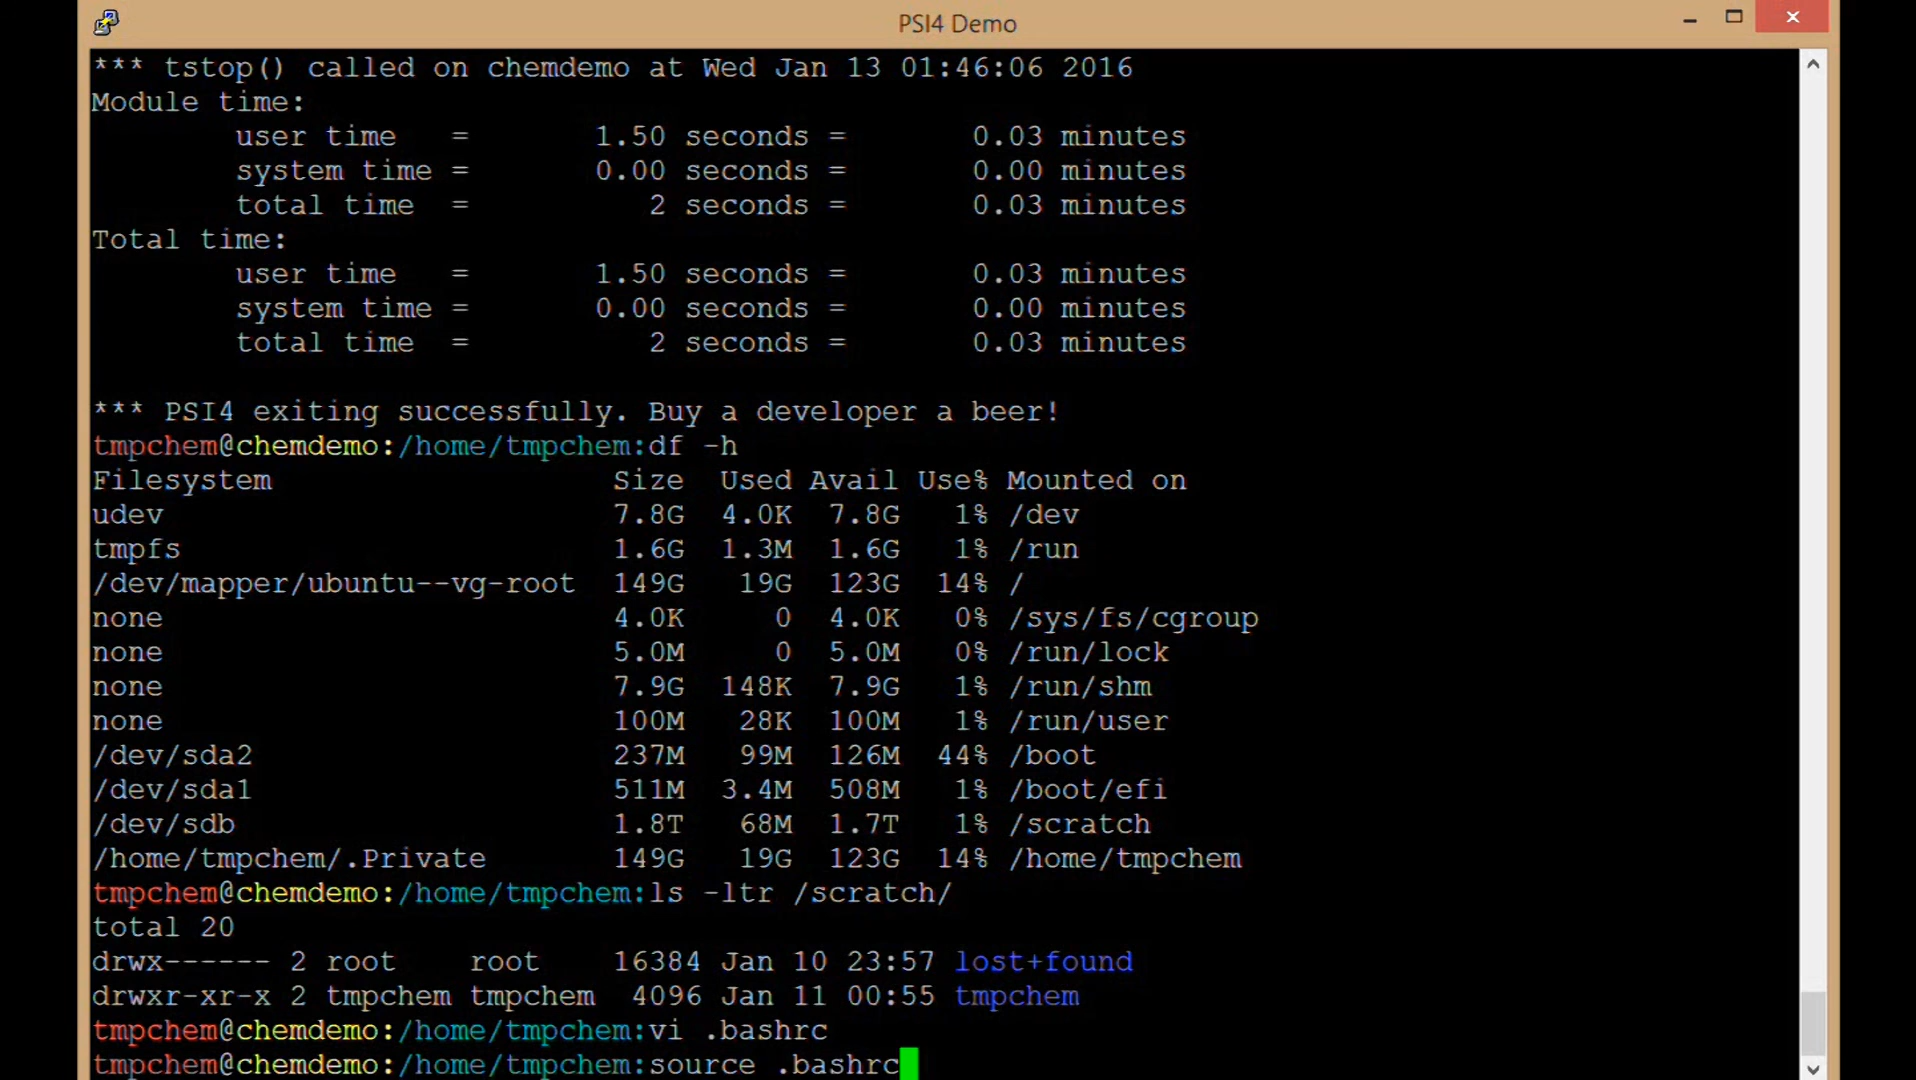 PSI4 Demo
*** tstop() called on chemdemo at Wed Jan 13 01:46:06 2016
Module time:
        user time   =       1.50 seconds =       0.03 minutes
        system time =       0.00 seconds =       0.00 minutes
        total time  =          2 seconds =       0.03 minutes
Total time:
        user time   =       1.50 seconds =       0.03 minutes
        system time =       0.00 seconds =       0.00 minutes
        total time  =          2 seconds =       0.03 minutes
*** PSI4 exiting successfully. Buy a developer a beer!
tmpchem@chemdemo:/home/tmpchem:df -h
Filesystem                   Size  Used Avail Use% Mounted on
udev                         7.8G  4.0K  7.8G   1% /dev
tmpfs                        1.6G  1.3M  1.6G   1% /run
/dev/mapper/ubuntu--vg-root  149G   19G  123G  14% /
none                         4.0K     0  4.0K   0% /sys/fs/cgroup
none                         5.0M     0  5.0M   0% /run/lock
none                         7.9G  148K  7.9G   1% /run/shm
none                         100M   28K  100M   1% /run/user
/dev/sda2                    237M   99M  126M  44% /boot
/dev/sda1                    511M  3.4M  508M   1% /boot/efi
/dev/sdb                     1.8T   68M  1.7T   1% /scratch
/home/tmpchem/.Private       149G   19G  123G  14% /home/tmpchem
tmpchem@chemdemo:/home/tmpchem:ls -ltr /scratch/
total 20
drwx------ 2 root    root    16384 Jan 10 23:57 lost+found
drwxr-xr-x 2 tmpchem tmpchem  4096 Jan 11 00:55 tmpchem
tmpchem@chemdemo:/home/tmpchem:vi .bashrc
tmpchem@chemdemo:/home/tmpchem:source .bashrc